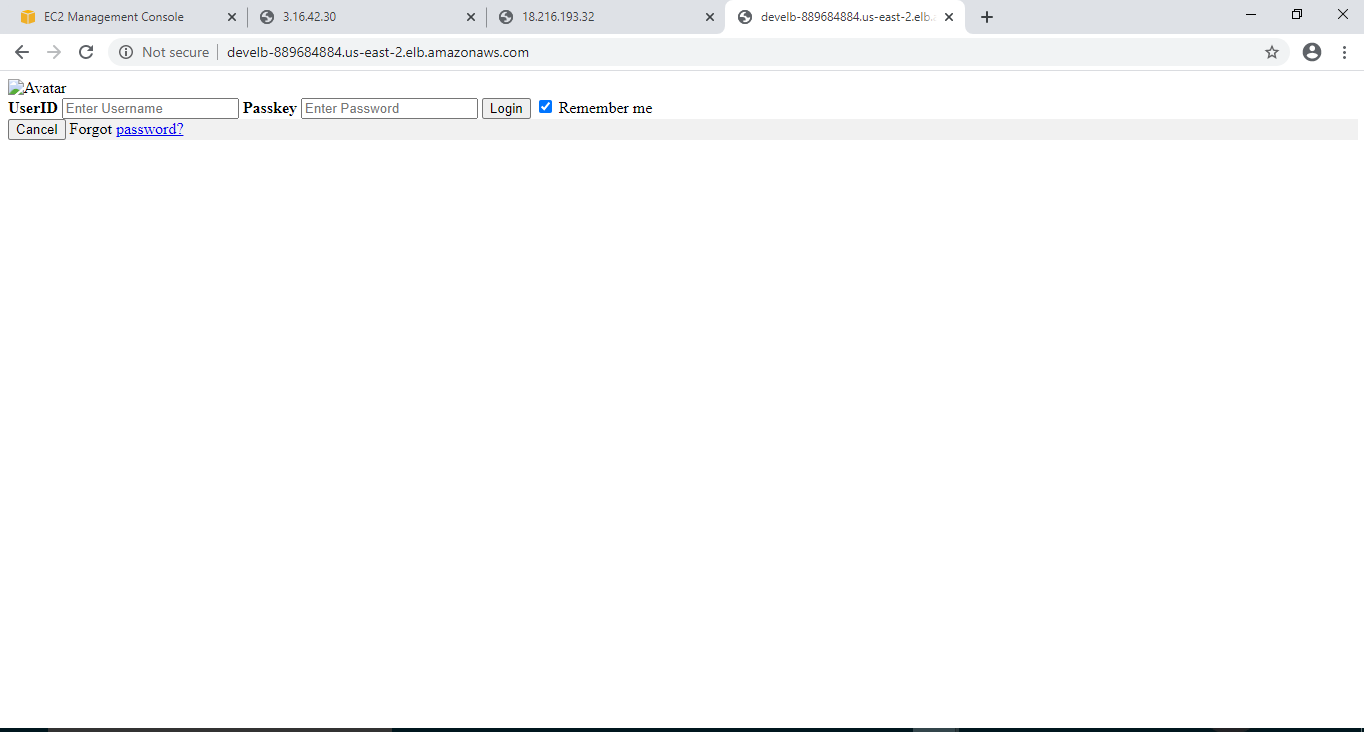 EC2 Management Console
3.16.42.30
18.216.193.32
develb-889684884.us-east-2.elb.
Not secure develb-889684884.us-east-2.elb.amazonaws.com
Avatar
UserID Enter Username Passkey Enter Password Login Remember me
Cancel Forgot password?